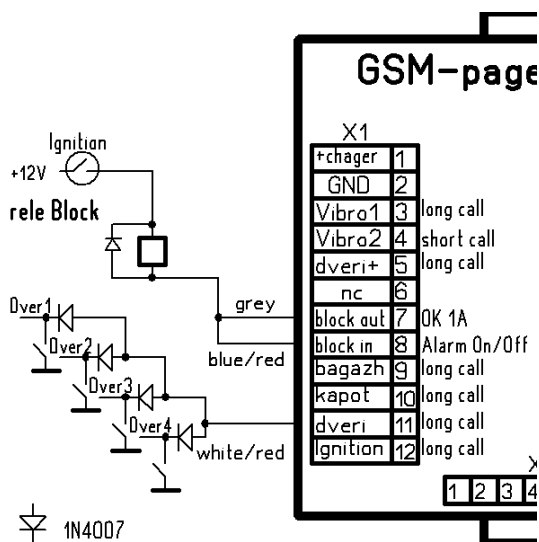 GSM-page
X1
+chager 1
GND 2
Vibro1 3 long call
Vibro2 4 short call
dveri+ 5 long call
nc 6
block out 7 OK 1A
block in 8 Alarm On/Off
bagazh 9 long call
kapot 10 long call
dveri 11 long call
Ignition 12 long call
X
1 2 3 4
Ignition
+12V
rele Block
grey
blue/red
Dver1
Dver2
Dver3
Dver4
white/red
1N4007